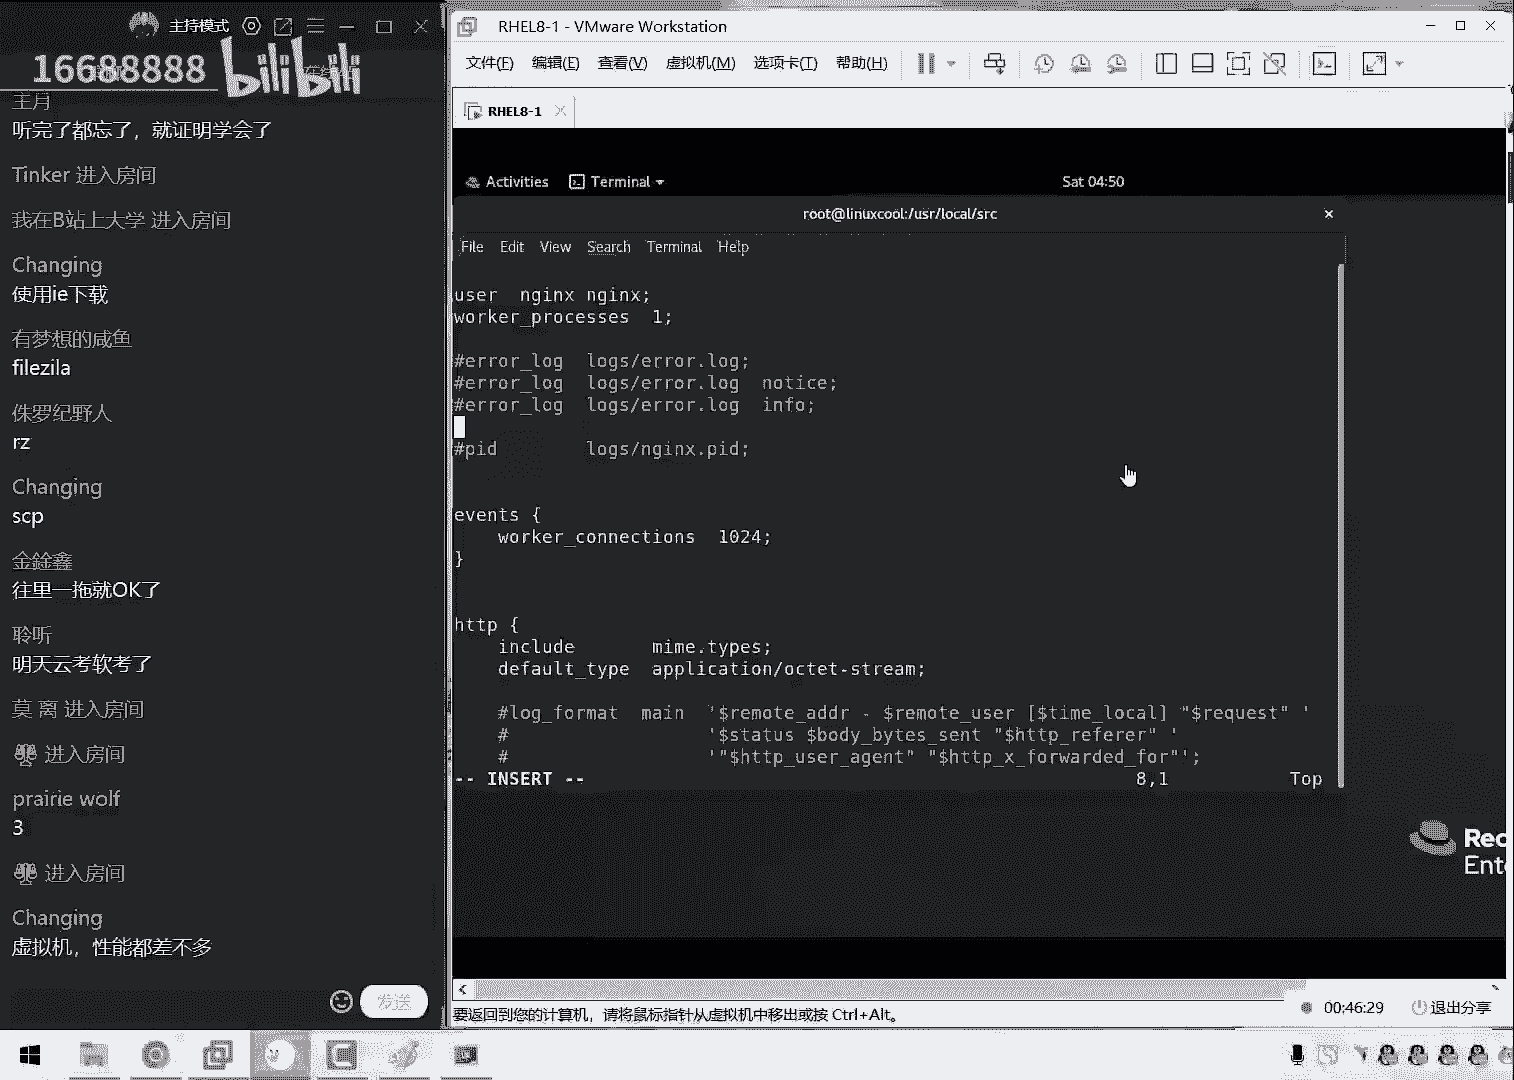 主持模式
16688888
bilibili
主月
听完了都忘了，就证明学会了
Tinker 进入房间
我在B站上大学 进入房间
Changing
使用ie下载
有梦想的咸鱼
filezila
侏罗纪野人
rz
Changing
scp
金銓鑫
往里一拖就OK了
聆听
明天云考软考了
莫 离 进入房间
进入房间
prairie wolf
3
进入房间
Changing
虚拟机，性能都差不多
发送
RHEL8-1 - VMware Workstation
文件(F) 编辑(E) 查看(V) 虚拟机(M) 选项卡(T) 帮助(H)
RHEL8-1
Activities Terminal Sat 04:50
root@linuxcool:/usr/local/src
File Edit View Search Terminal Help
user  nginx nginx;
worker_processes  1;
#error_log  logs/error.log;
#error_log  logs/error.log  notice;
#error_log  logs/error.log  info;
#pid        logs/nginx.pid;
events {
    worker_connections  1024;
}
http {
    include       mime.types;
    default_type  application/octet-stream;
    #log_format  main  '$remote_addr - $remote_user [$time_local] "$request" '
    #                  '$status $body_bytes_sent "$http_referer" '
    #                  '"$http_user_agent" "$http_x_forwarded_for"';
-- INSERT -- 8,1 Top
Rec
Ente
要返回到您的计算机，请将鼠标指针从虚拟机中移出或按 Ctrl+Alt。
00:46:29 退出分享